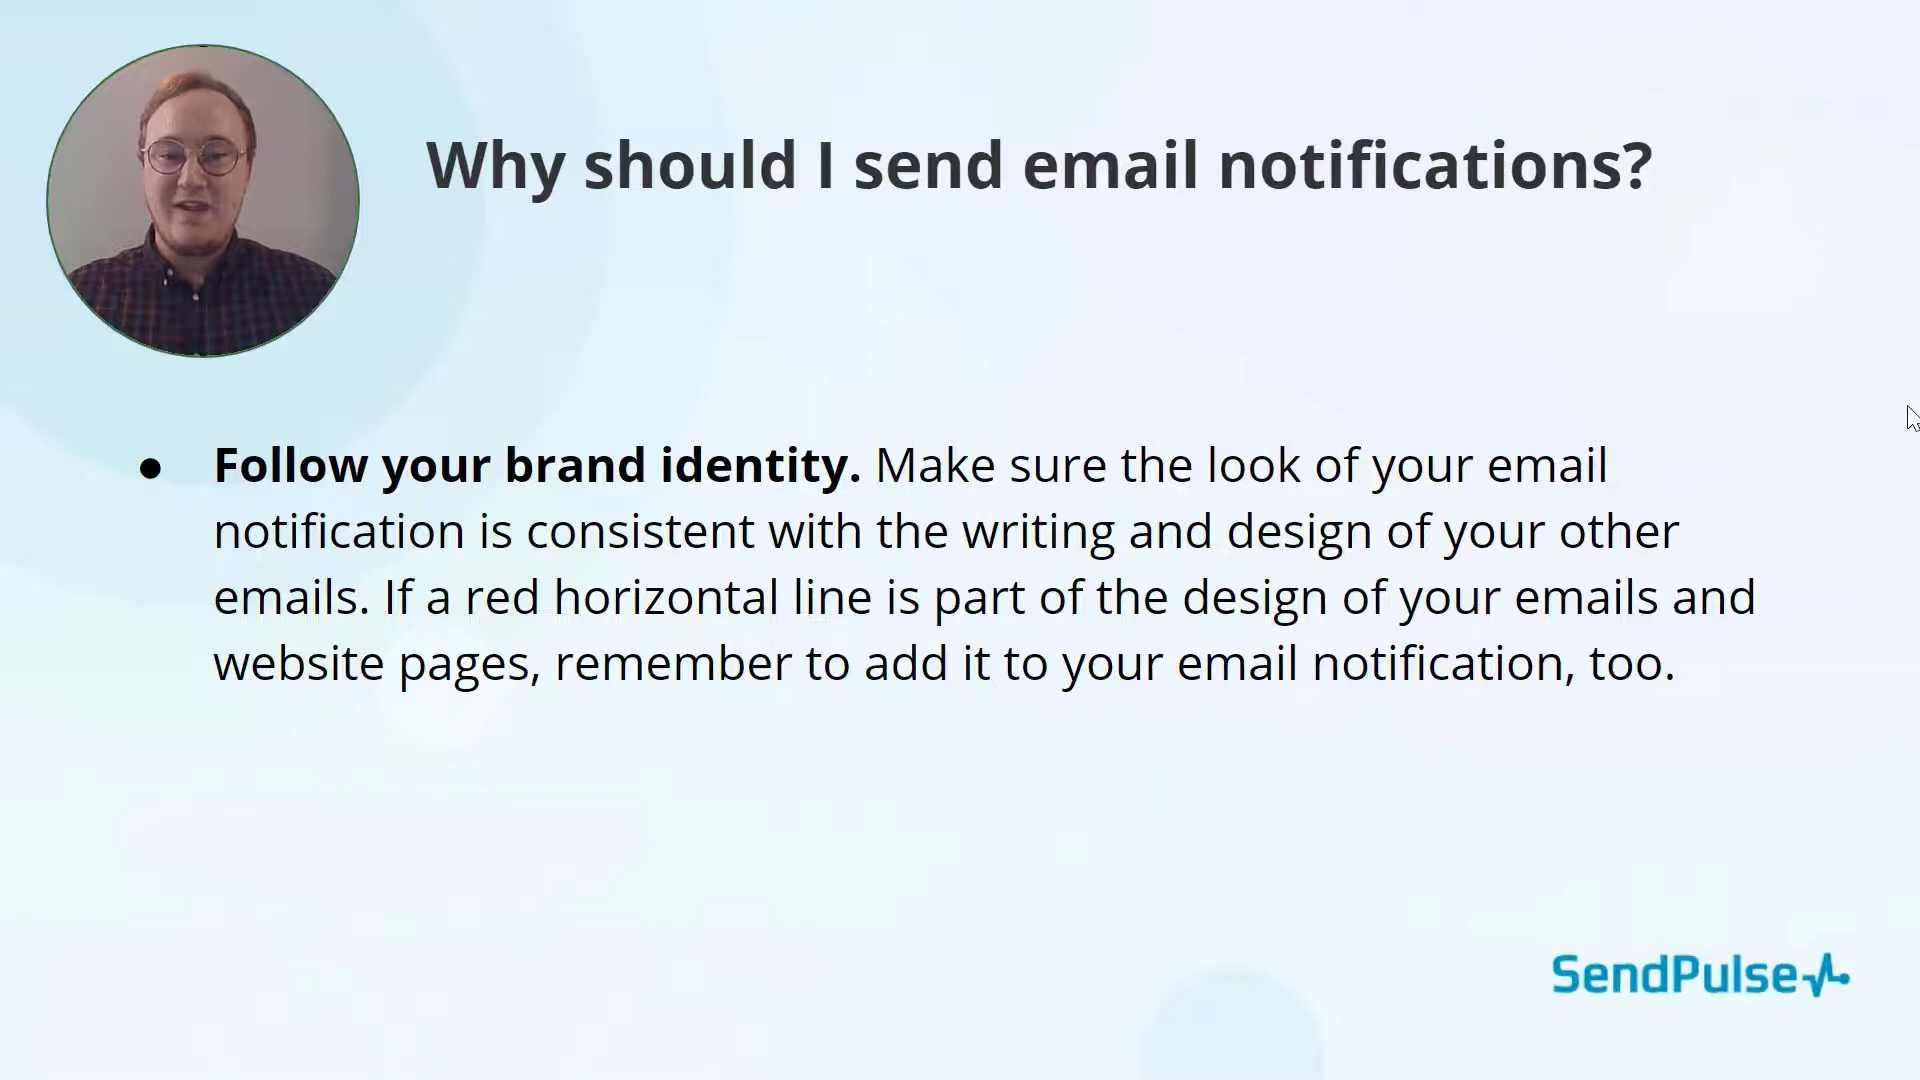 Why should I send email notifications?
● Follow your brand identity. Make sure the look of your email
notification is consistent with the writing and design of your other
emails. If a red horizontal line is part of the design of your emails and
website pages, remember to add it to your email notification, too.
SendPulse